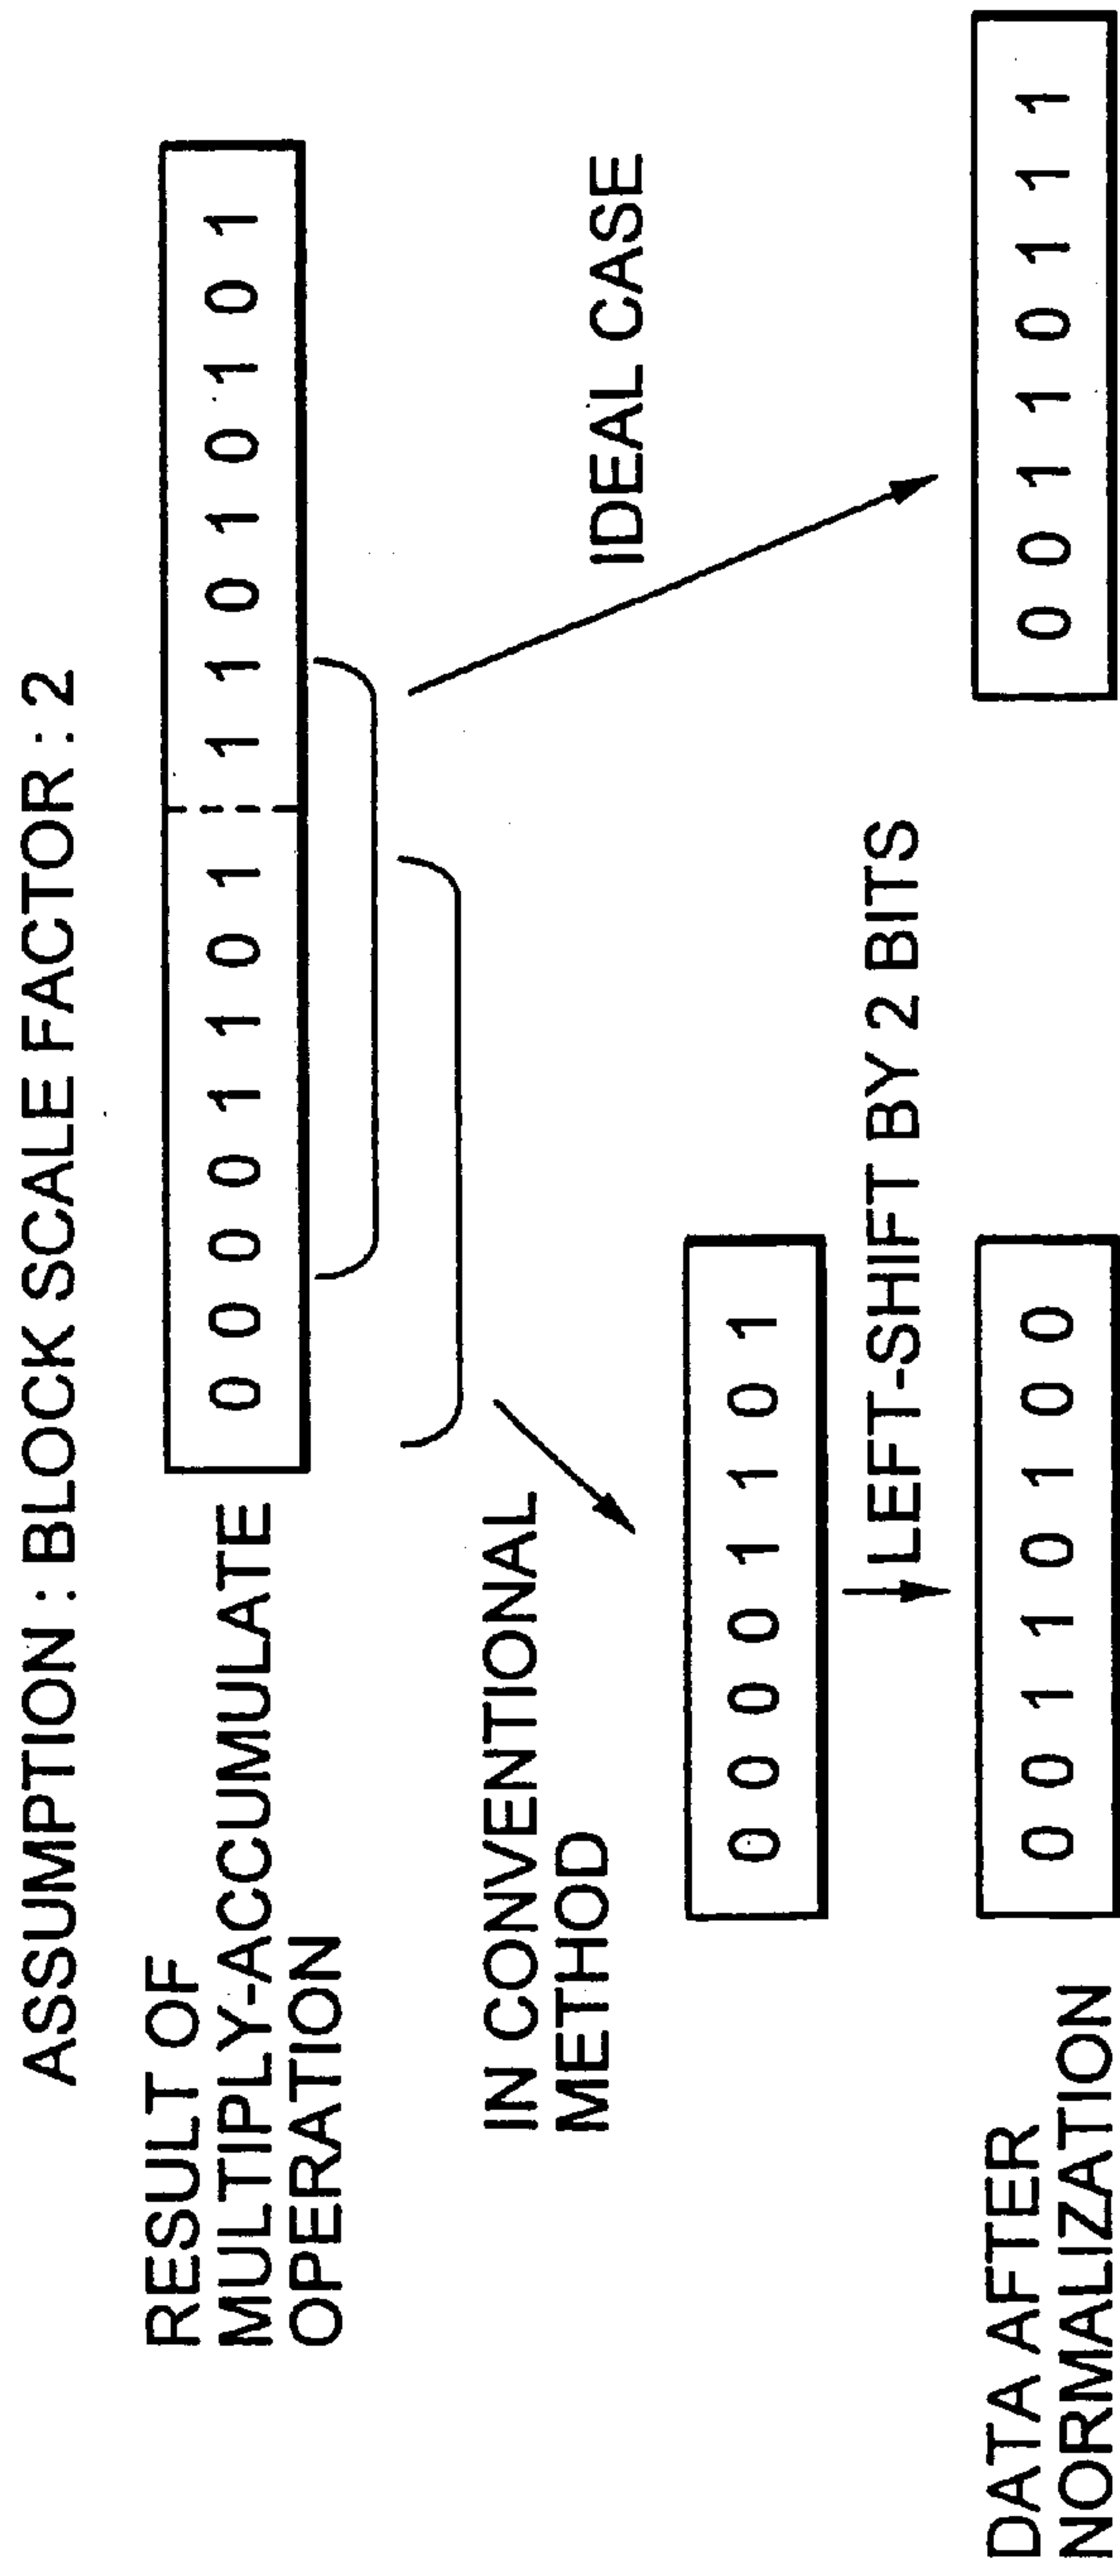 ASSUMPTION : BLOCK SCALE FACTOR : 2
RESULT OF
MULTIPLY-ACCUMULATE
OPERATION
0 0 0 0 1 1 0 1 1 1 0 1 0 1 0 1
IN CONVENTIONAL
METHOD
IDEAL CASE
0 0 0 0 1 1 0 1
LEFT-SHIFT BY 2 BITS
DATA AFTER
NORMALIZATION
0 0 1 1 0 1 0 0
0 0 1 1 0 1 1 1